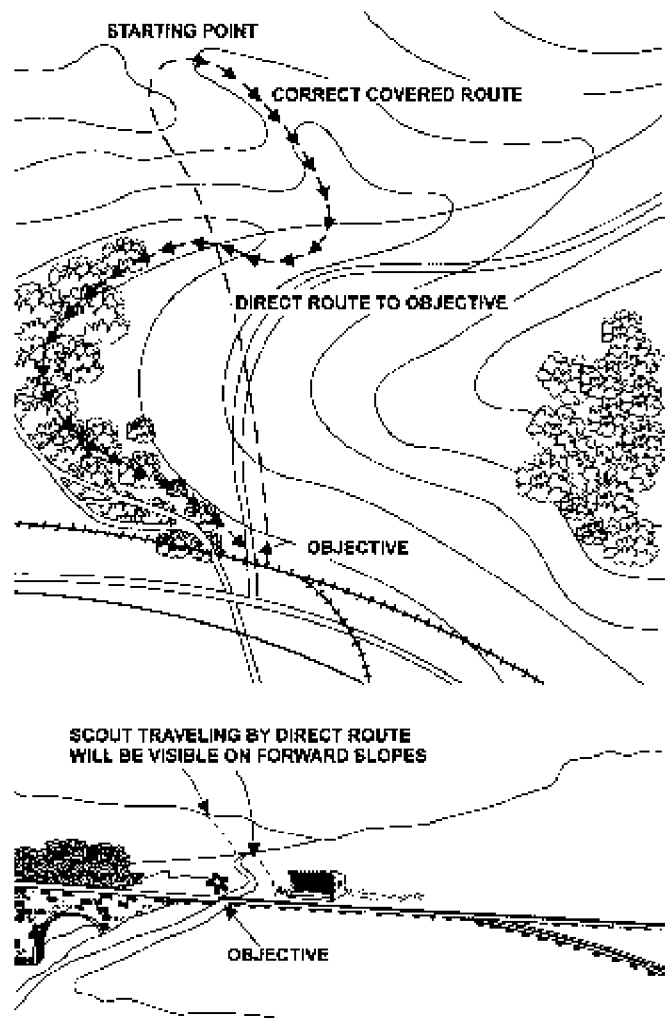 STARTING POINT
CORRECT COVERED ROUTE
DIRECT ROUTE TO OBJECTIVE
OBJECTIVE
SCOUT TRAVELING BY DIRECT ROUTE
WILL BE VISIBLE ON FORWARD SLOPES
OBJECTIVE